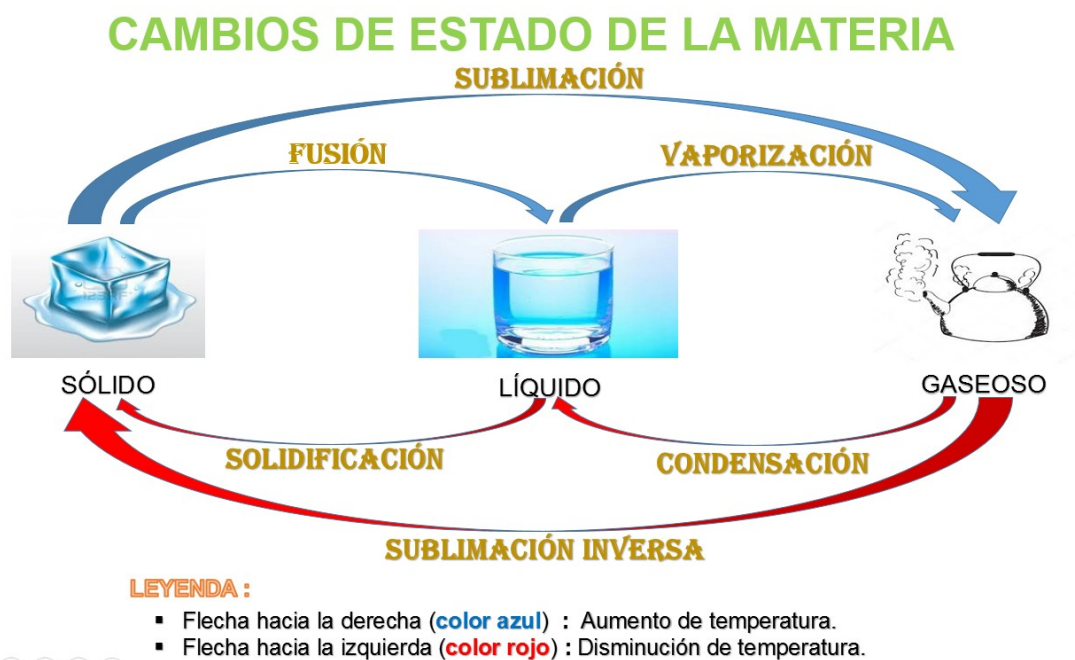 CAMBIOS DE ESTADO DE LA MATERIA
SUBLIMACIÓN
FUSIÓN
VAPORIZACIÓN
SÓLIDO
LÍQUIDO
GASEOSO
SOLIDIFICACIÓN
CONDENSACIÓN
SUBLIMACIÓN INVERSA
LEYENDA :
▪ Flecha hacia la derecha (color azul) : Aumento de temperatura.
▪ Flecha hacia la izquierda (color rojo) : Disminución de temperatura.